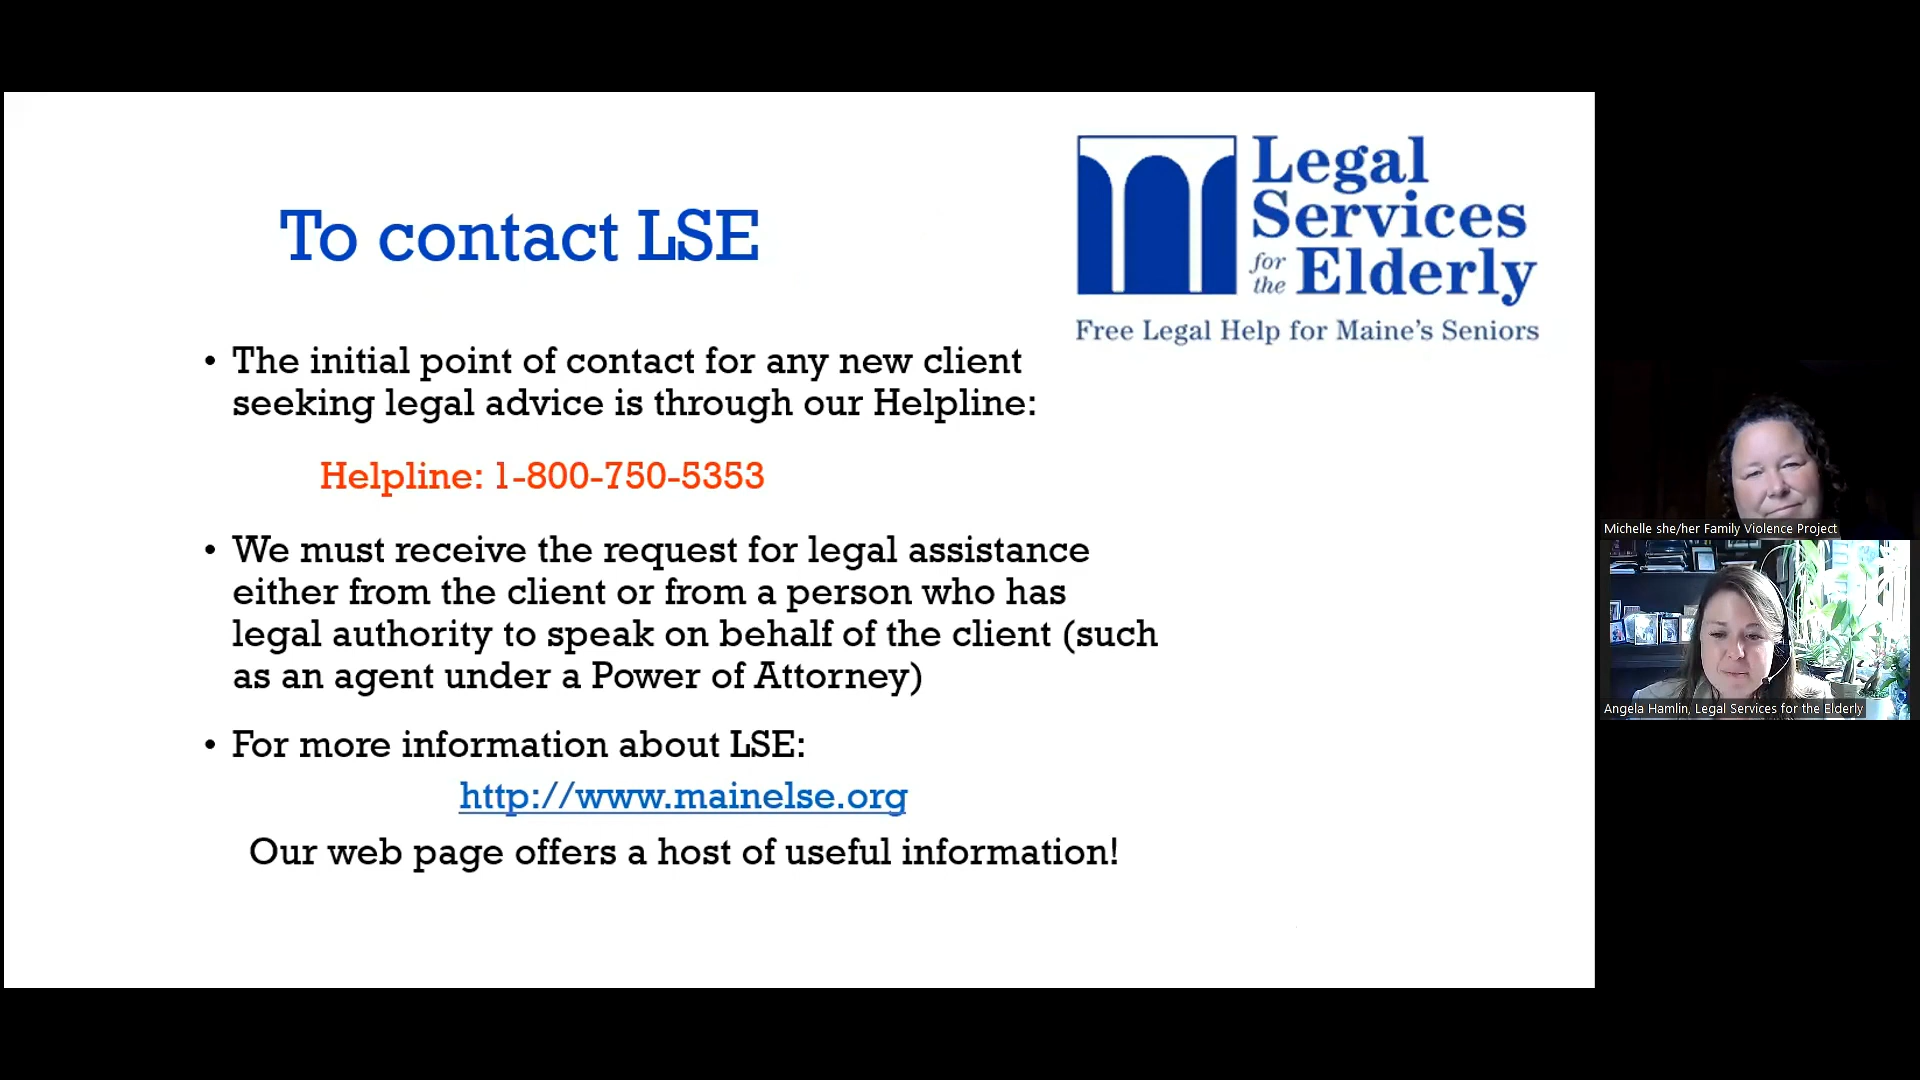 To contact LSE
Legal
Services
for the Elderly
Free Legal Help for Maine's Seniors
• The initial point of contact for any new client
seeking legal advice is through our Helpline:
Helpline: 1-800-750-5353
• We must receive the request for legal assistance
either from the client or from a person who has
legal authority to speak on behalf of the client (such
as an agent under a Power of Attorney)
• For more information about LSE:
http://www.mainelse.org
Our web page offers a host of useful information!
Michelle she/her Family Violence Project
Angela Hamlin, Legal Services for the Elderly